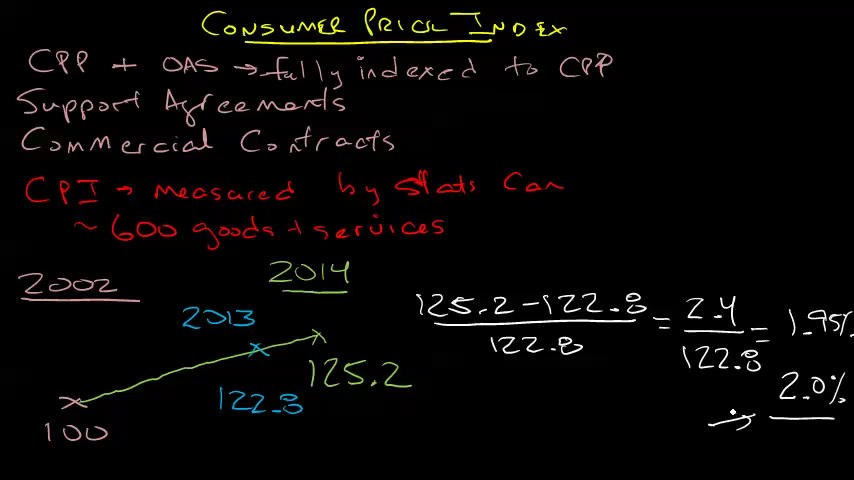 CONSUMER PRICE INDEX
CPP + OAS → fully indexed to CPP
Support Agreements
Commercial Contracts
CPI → measured by Stats Can
~ 600 goods + services
2002
2014
2013
125.2
122.8
100
125.2 - 122.8 = 2.4 = 1.95%
122.8 122.8
2.0%